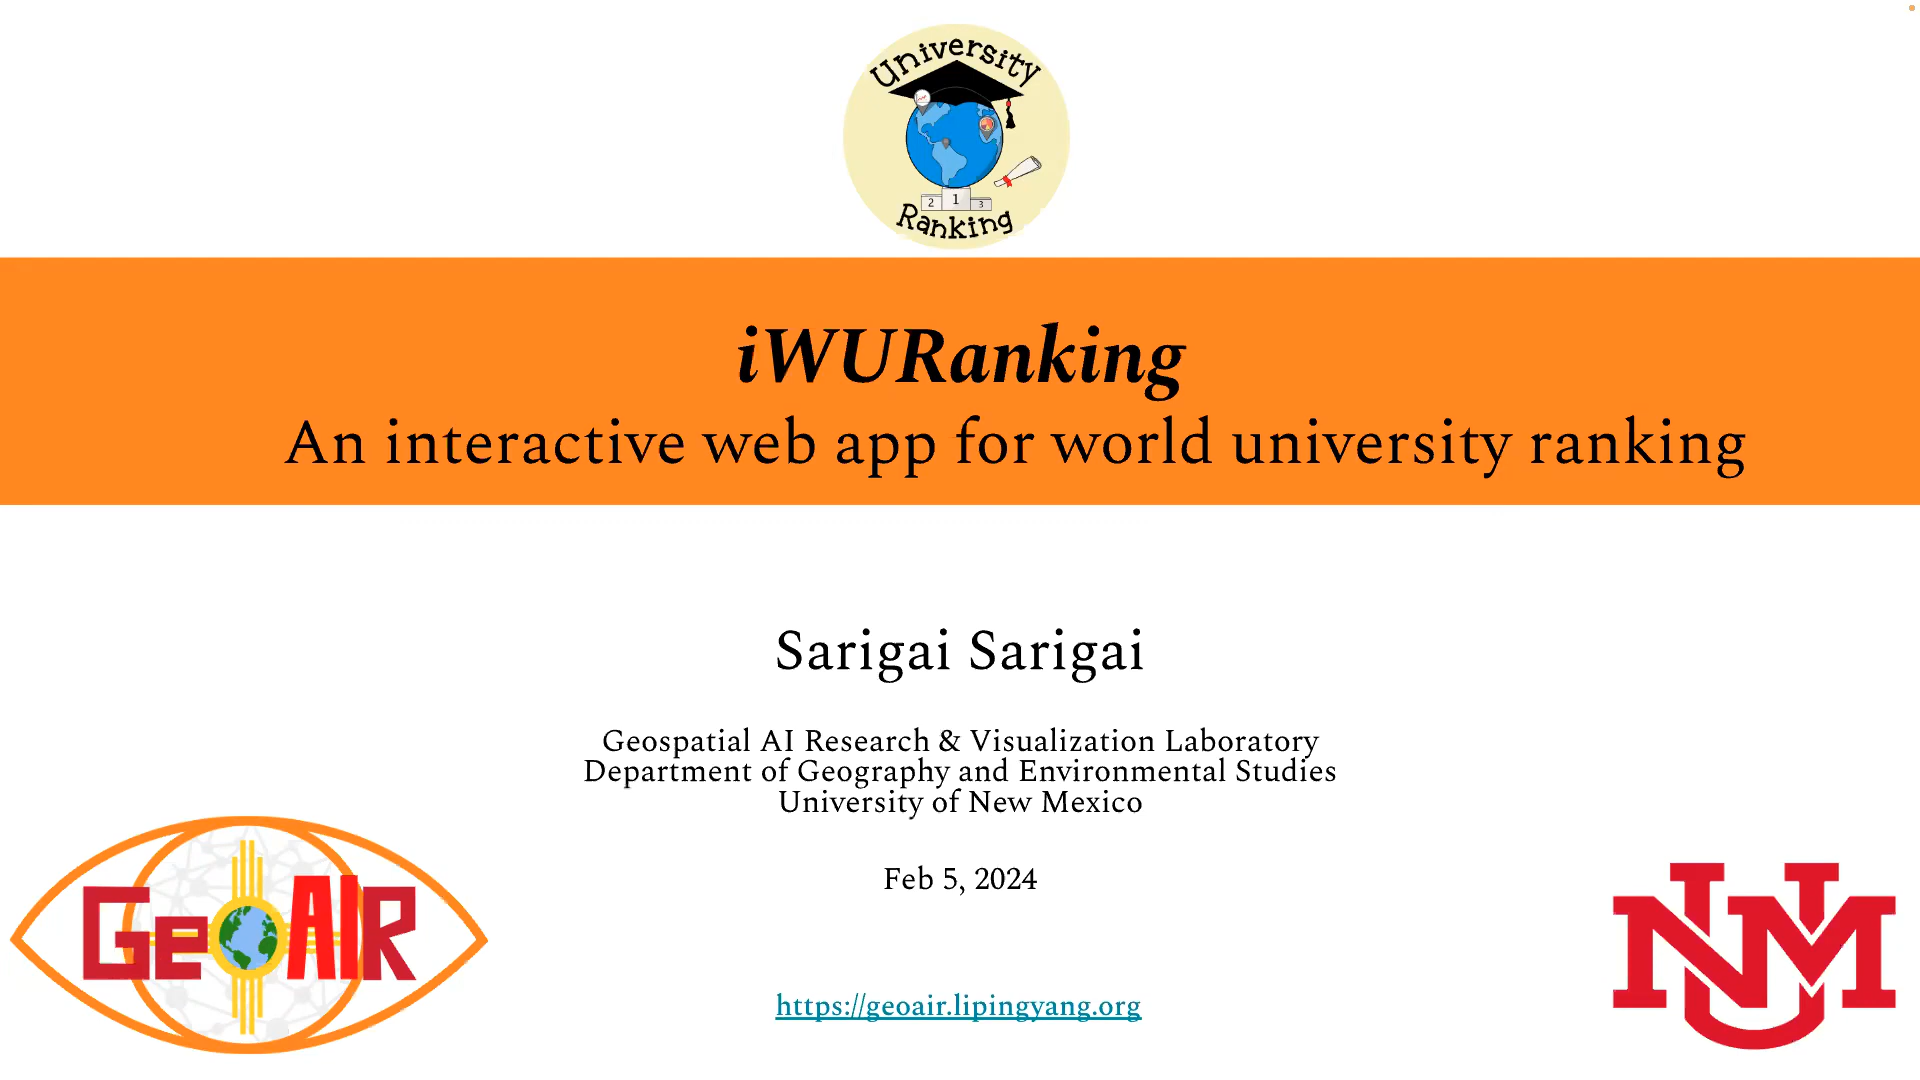 University
2 1 3
Ranking
iWURanking
An interactive web app for world university ranking
Sarigai Sarigai
Geospatial AI Research & Visualization Laboratory
Department of Geography and Environmental Studies
University of New Mexico
Feb 5, 2024
GeoAIR
https://geoair.lipingyang.org
UNM